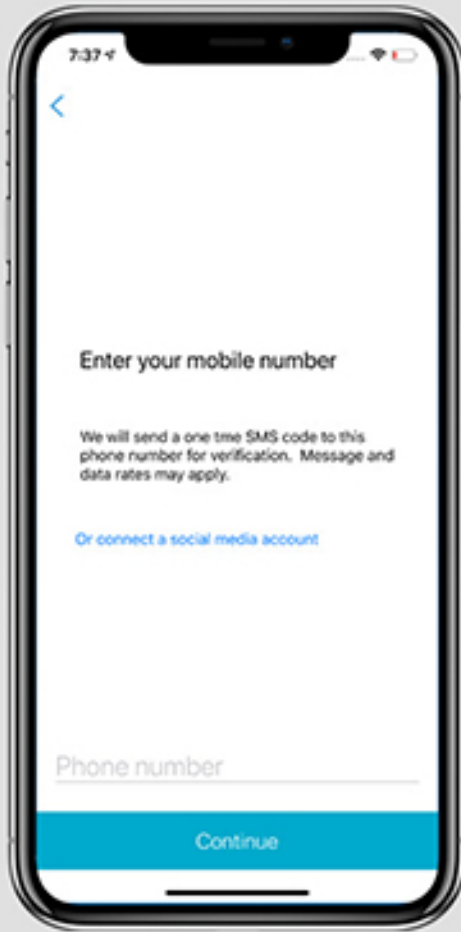 7:37
Enter your mobile number
We will send a one tme SMS code to this
phone number for verification. Message and
data rates may apply.
Or connect a social media account
Phone number
Continue